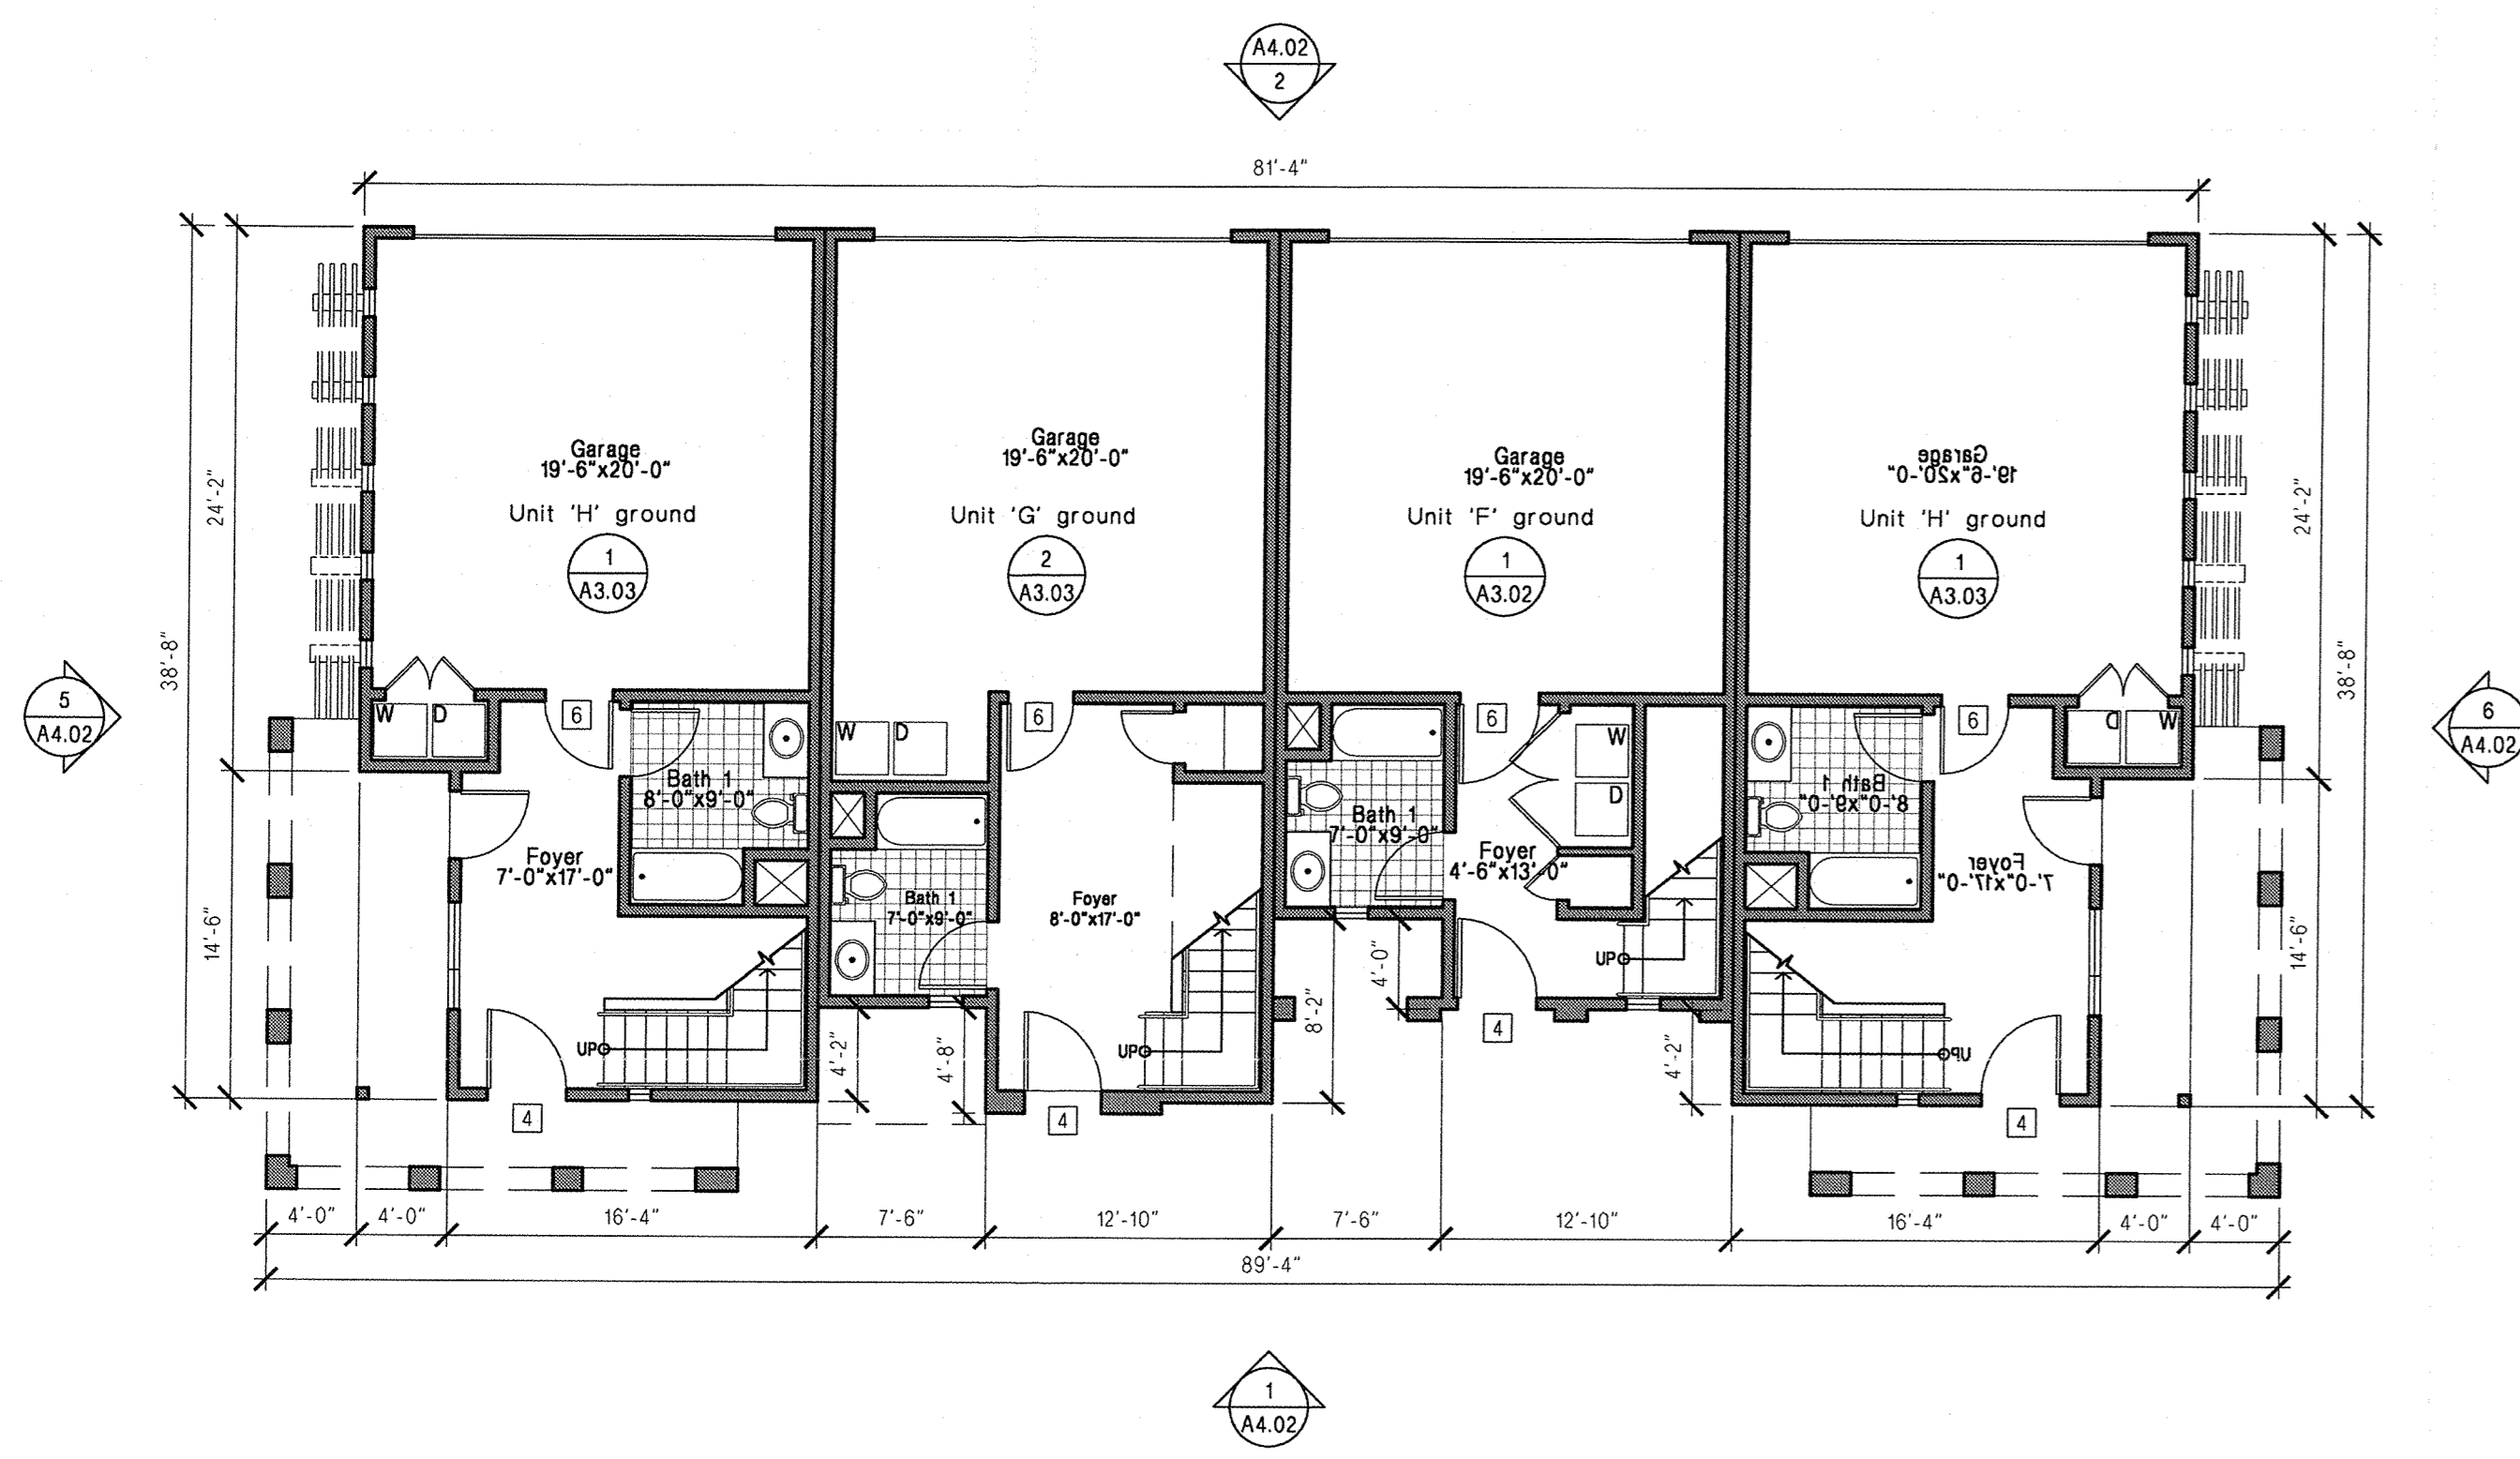 A4.02
2
81'-4"
24'-2"
38'-8"
14'-6"
Garage
19'-6"x20'-0"
Unit 'H' ground
1
A3.03
Garage
19'-6"x20'-0"
Unit 'G' ground
2
A3.03
Garage
19'-6"x20'-0"
Unit 'F' ground
1
A3.02
Garage
19'-6"x20'-0"
Unit 'H' ground
1
A3.03
24'-2"
38'-8"
14'-6"
5
A4.02
6
A4.02
W D
6
Bath 1
8'-0"x9'-0"
Foyer
7'-0"x17'-0"
UP
4
W D
6
Bath 1
7'-0"x9'-0"
Foyer
8'-0"x17'-0"
UP
4
4'-2"
4'-8"
6
W
D
Bath 1
7'-0"x9'-0"
Foyer
4'-6"x13'-0"
UP
4
8'-2"
4'-0"
4'-2"
6
D W
Bath 1
8'-0"x9'-0"
Foyer
7'-0"x17'-0"
UP
4
4'-0" 4'-0" 16'-4" 7'-6" 12'-10" 7'-6" 12'-10" 16'-4" 4'-0" 4'-0"
89'-4"
1
A4.02